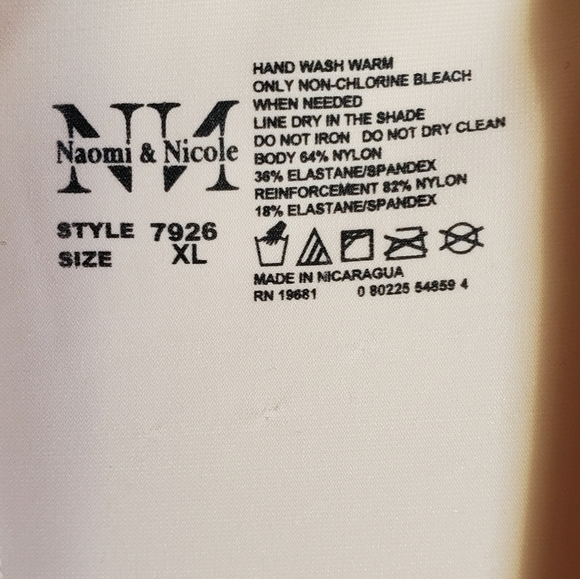 Naomi & Nicole
STYLE 7926
SIZE XL
HAND WASH WARM
ONLY NON-CHLORINE BLEACH
WHEN NEEDED
LINE DRY IN THE SHADE
DO NOT IRON DO NOT DRY CLEAN
BODY 64% NYLON
36% ELASTANE/SPANDEX
REINFORCEMENT 82% NYLON
18% ELASTANE/SPANDEX
MADE IN NICARAGUA
RN 19681 0 80225 54859 4